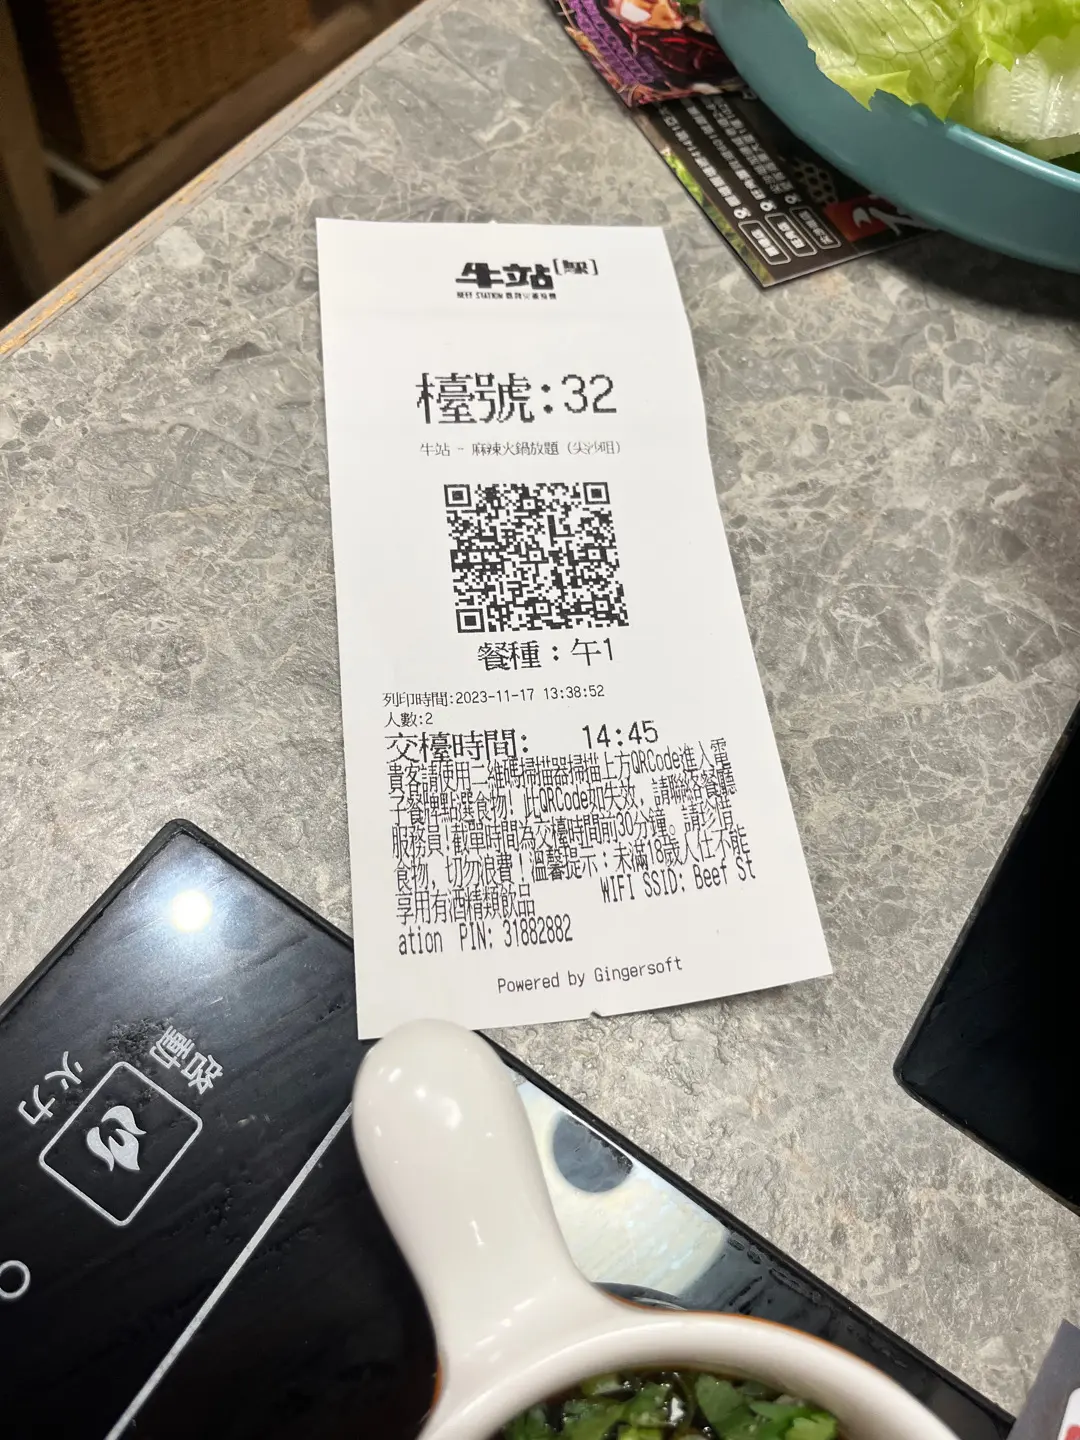 牛站
BEEF STATION
檯號:32
牛站 - 麻辣火鍋放題 (尖沙咀)
餐種：午1
列印時間:2023-11-17 13:38:52
人數:2
交檯時間: 14:45
貴客請使用二維碼掃描器掃描上方QRCode進入電
子餐牌點選食物! 此QRCode如失效, 請聯絡餐廳
服務員!截單時間為交檯時間前30分鐘。請珍惜
食物, 切勿浪費！溫馨提示：未滿18歲人仕不能
享用有酒精類飲品 WIFI SSID: Beef St
ation PIN: 31882882
Powered by Gingersoft
啟動
火力